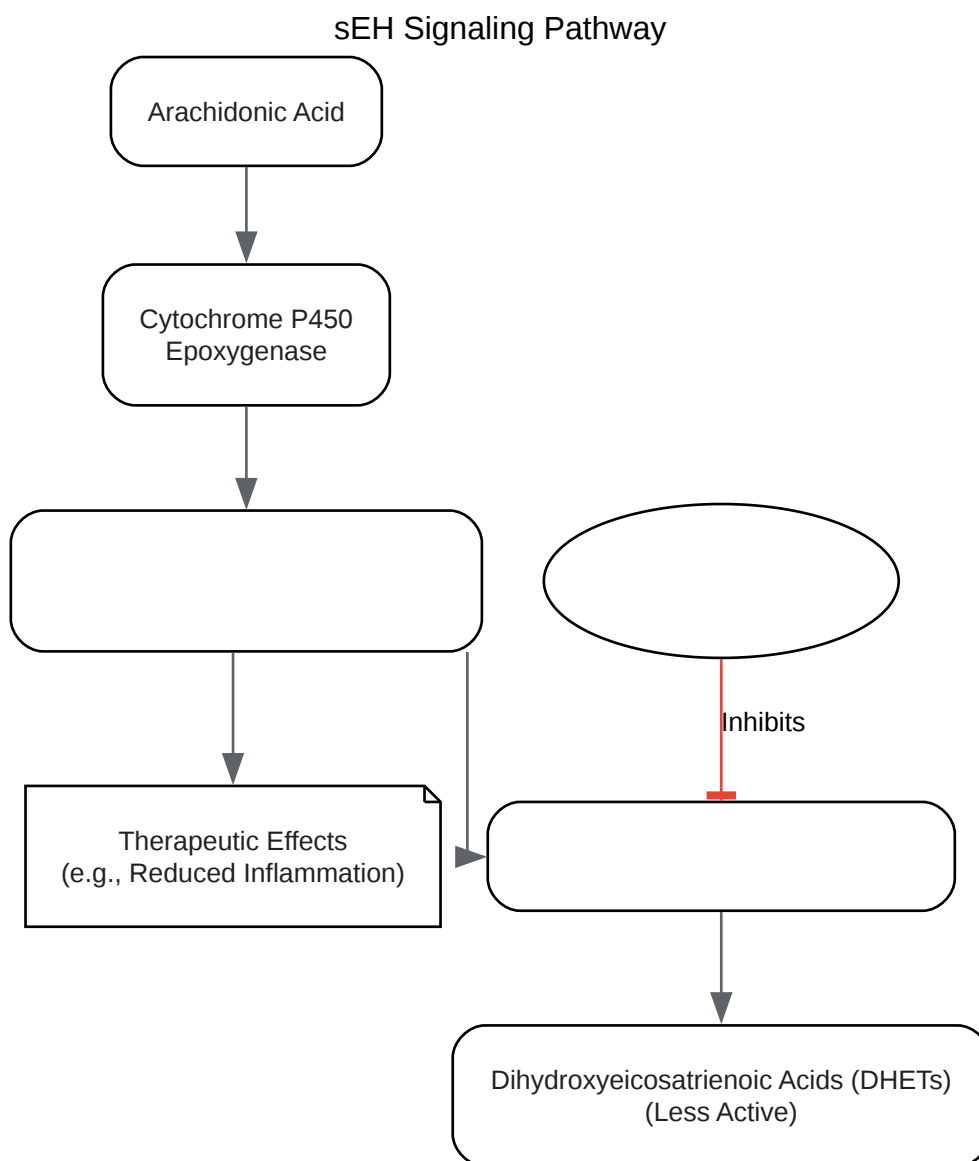 sEH Signaling Pathway
Arachidonic Acid
Cytochrome P450
Epoxygenase
Inhibits
Therapeutic Effects
(e.g., Reduced Inflammation)
Dihydroxyeicosatrienoic Acids (DHETs)
(Less Active)